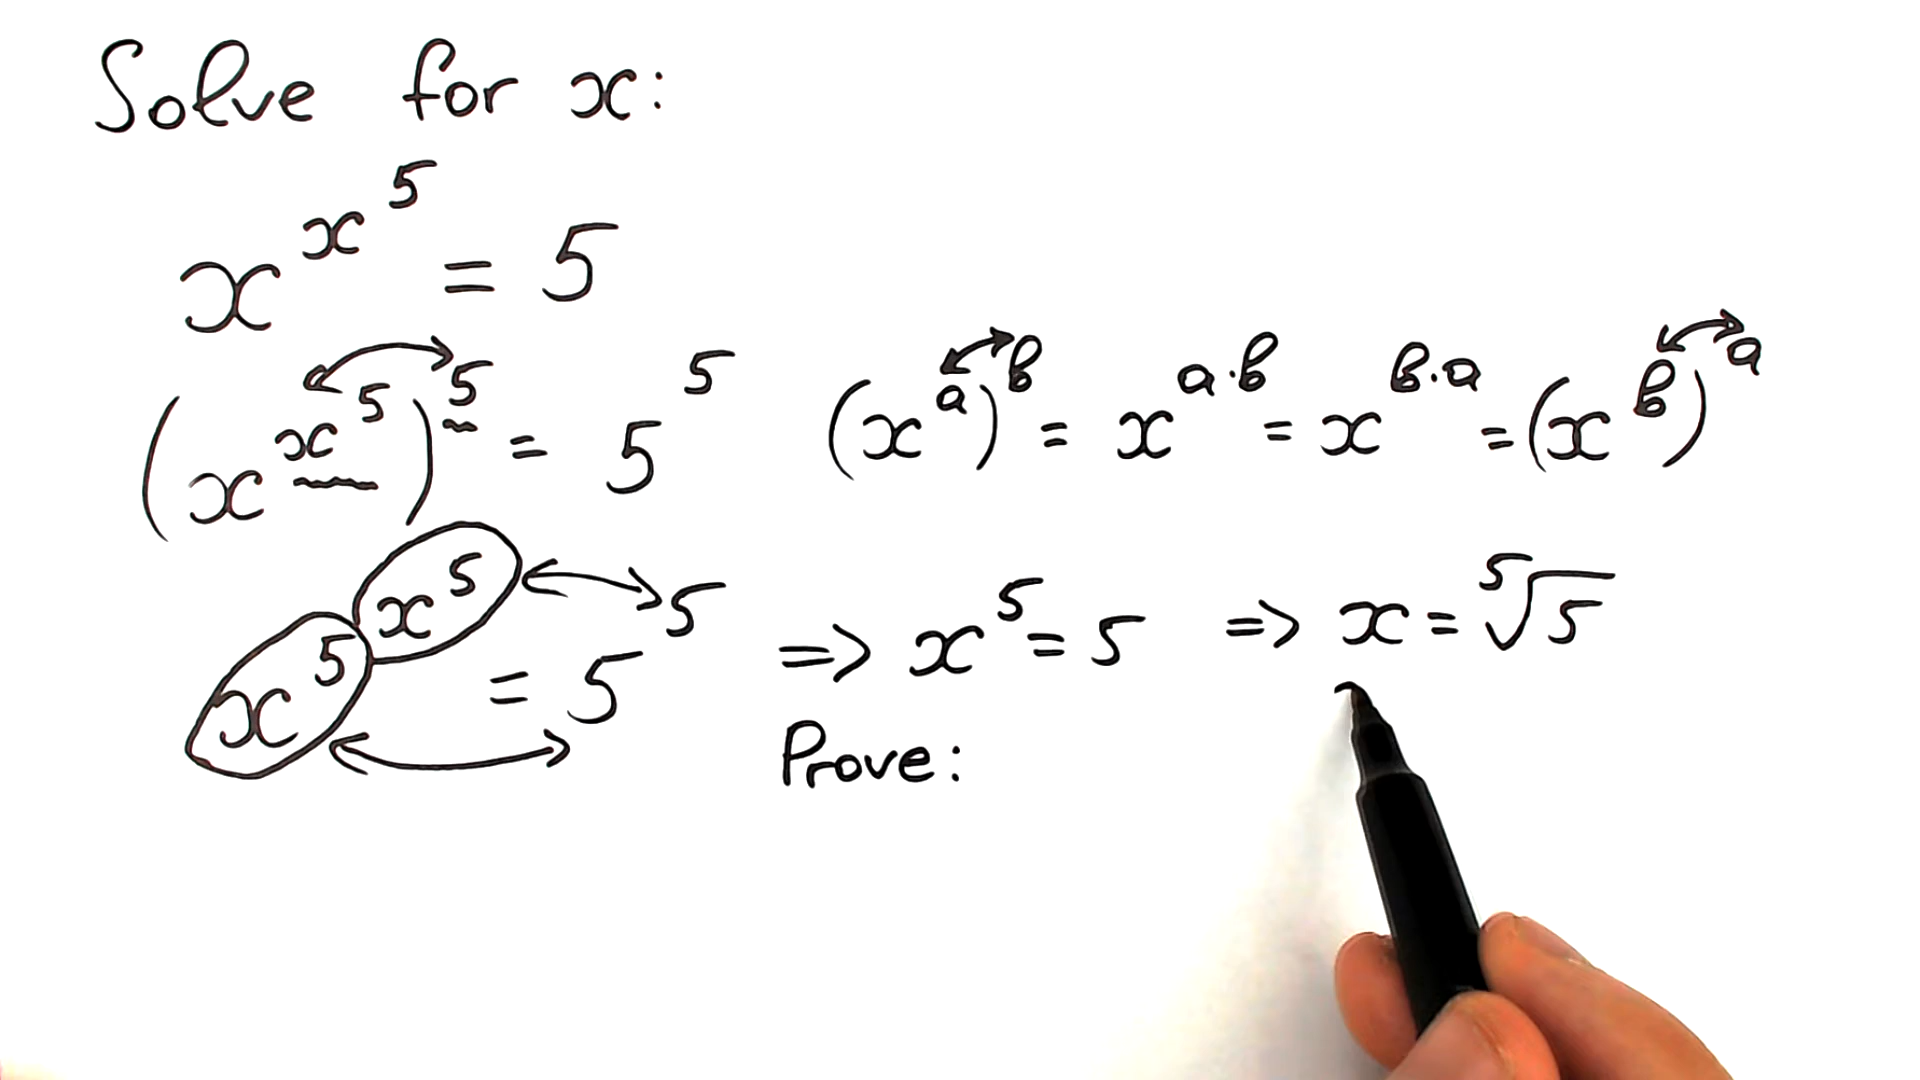 Solve for x:
x^x^5 = 5
(x^x^5)^5 = 5^5
(x^a)^b = x^a·b = x^b·a = (x^b)^a
x^5^x^5 = 5^5 => x^5 = 5 => x = ⁵√5
Prove: